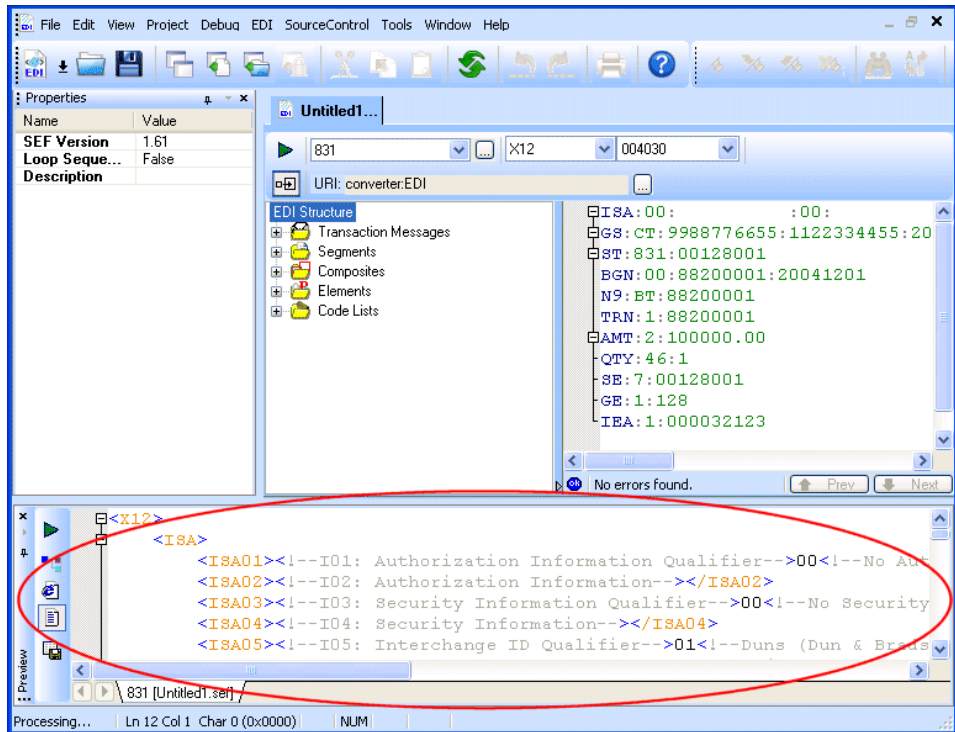 File Edit View Project Debug EDI SourceControl Tools Window Help
EDI
Properties
Name Value
SEF Version 1.61
Loop Seque... False
Description
Untitled1...
831 ... X12 004030
URI: converter:EDI ...
EDI Structure
Transaction Messages
Segments
Composites
Elements
Code Lists
ISA:00: :00:
GS:CT:9988776655:1122334455:20
ST:831:00128001
BGN:00:88200001:20041201
N9:BT:88200001
TRN:1:88200001
AMT:2:100000.00
QTY:46:1
SE:7:00128001
GE:1:128
IEA:1:000032123
ok No errors found. Prev Next
<X12>
<ISA>
<ISA01><!--I01: Authorization Information Qualifier-->00<!--No Aut
<ISA02><!--I02: Authorization Information--></ISA02>
<ISA03><!--I03: Security Information Qualifier-->00<!--No Security
<ISA04><!--I04: Security Information--></ISA04>
<ISA05><!--I05: Interchange ID Qualifier-->01<!--Duns (Dun & Brads
Preview
831 [Untitled1.sef]
Processing... Ln 12 Col 1 Char 0 (0x0000) NUM